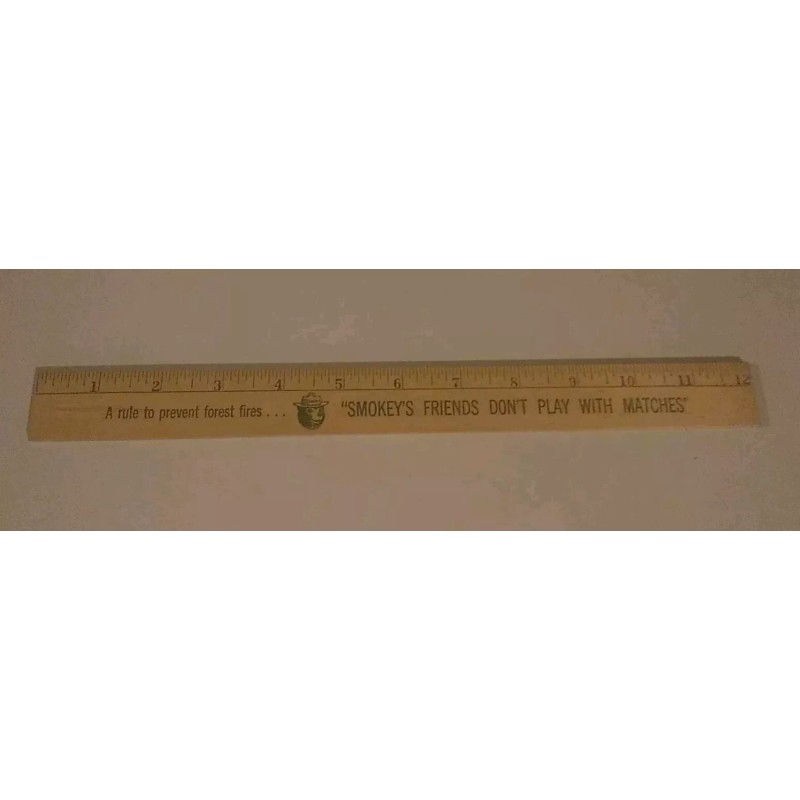 1 2 3 4 5 6 7 8 9 10 11 12
A rule to prevent forest fires... "SMOKEY'S FRIENDS DON'T PLAY WITH MATCHES"